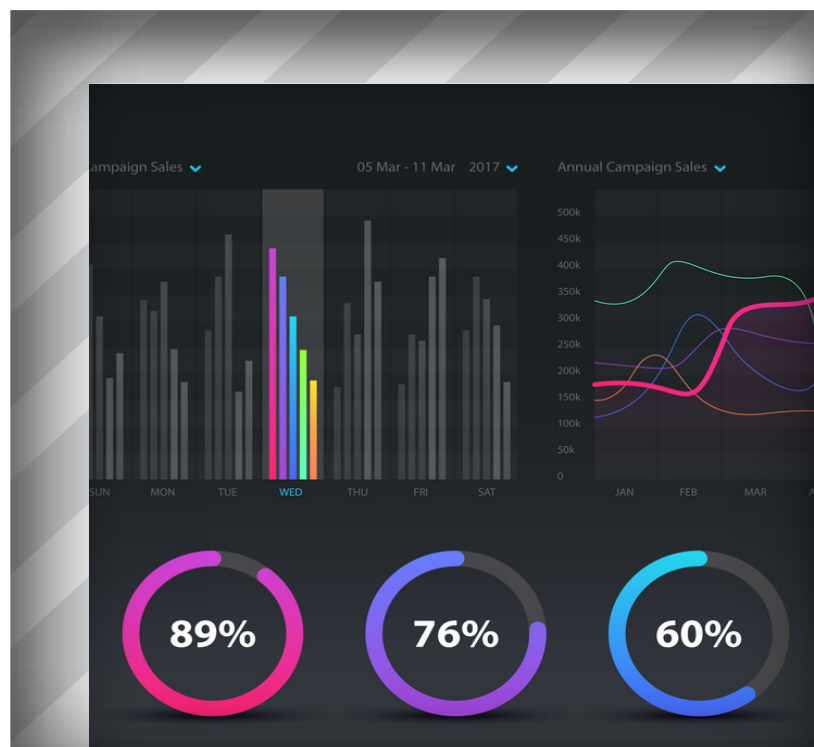 ampaign Sales
05 Mar - 11 Mar 2017
Annual Campaign Sales
500k
450k
400k
350k
300k
250k
200k
150k
100k
50k
0
SUN MON TUE WED THU FRI SAT
JAN FEB MAR A
89% 76% 60%